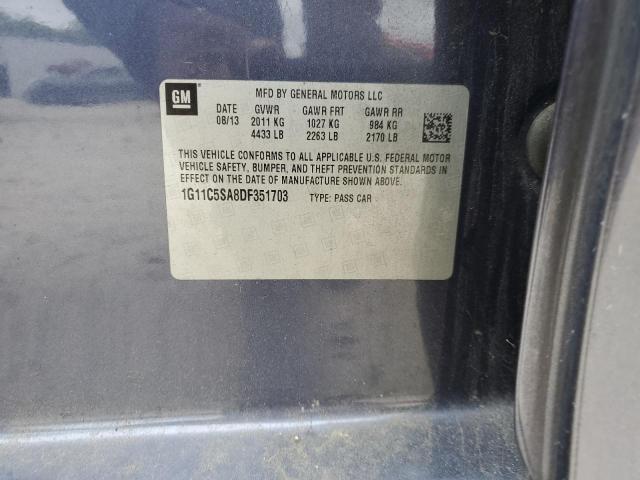 GM
MFD BY GENERAL MOTORS LLC
DATE GVWR GAWR FRT GAWR RR
08/13 2011 KG 1027 KG 984 KG
4433 LB 2263 LB 2170 LB
THIS VEHICLE CONFORMS TO ALL APPLICABLE U.S. FEDERAL MOTOR
VEHICLE SAFETY, BUMPER, AND THEFT PREVENTION STANDARDS IN
EFFECT ON THE DATE OF MANUFACTURE SHOWN ABOVE.
1G11C5SA8DF351703 TYPE: PASS CAR